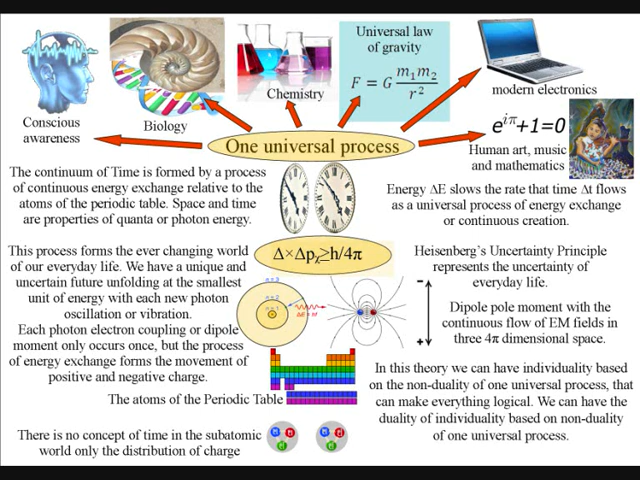 Universal law
of gravity
F = G m₁m₂
r²
Conscious
awareness
Biology
Chemistry
modern electronics
e^{iπ}+1=0
Human art, music
and mathematics
One universal process
The continuum of Time is formed by a process
of continuous energy exchange relative to the
atoms of the periodic table. Space and time
are properties of quanta or photon energy.
Energy ΔE slows the rate that time Δt flows
as a universal process of energy exchange
or continuous creation.
Δ×Δpₓ≥h/4π
This process forms the ever changing world
of our everyday life. We have a unique and
uncertain future unfolding at the smallest
unit of energy with each new photon
oscillation or vibration.
Each photon electron coupling or dipole
moment only occurs once, but the process
of energy exchange forms the movement of
positive and negative charge.
Heisenberg's Uncertainty Principle
represents the uncertainty of
everyday life.
n = 3
n = 2
n = 1
-
+
Dipole pole moment with the
continuous flow of EM fields in
three 4π dimensional space.
The atoms of the Periodic Table
In this theory we can have individuality based
on the non-duality of one universal process, that
can make everything logical. We can have the
duality of individuality based on non-duality
of one universal process.
There is no concept of time in the subatomic
world only the distribution of charge